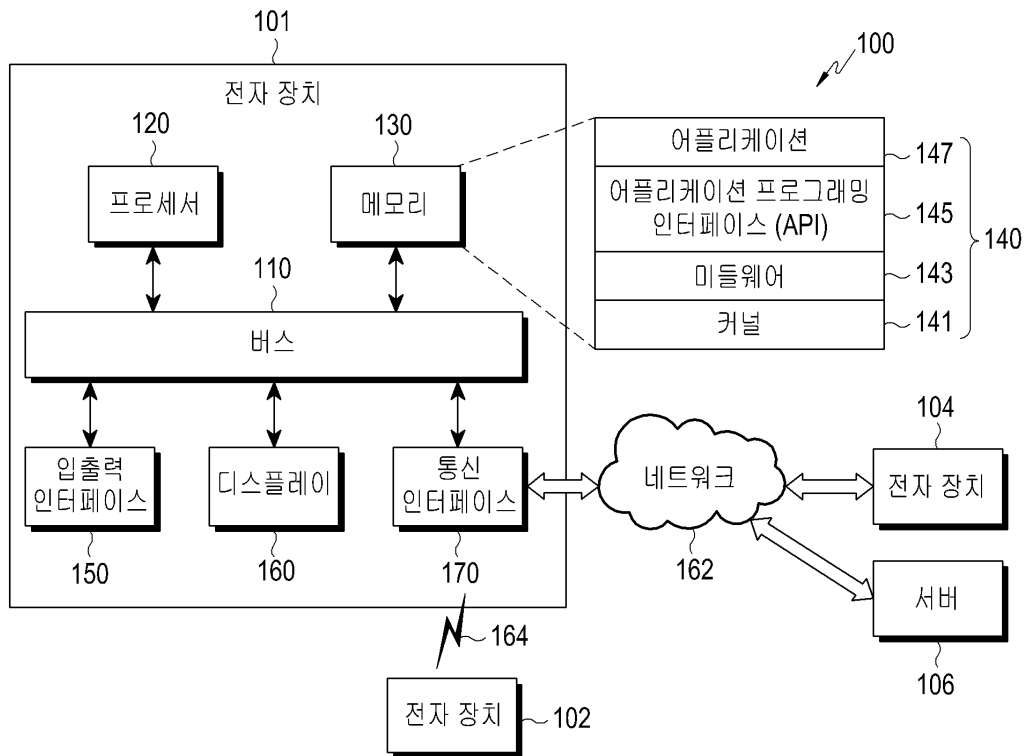 101
전자 장치
100
120
130
프로세서
메모리
어플리케이션
147
어플리케이션 프로그래밍
인터페이스 (API)
145
미들웨어
143
커널
141
140
110
버스
입출력
인터페이스
디스플레이
통신
인터페이스
150
160
170
네트워크
162
104
전자 장치
서버
106
164
전자 장치
102